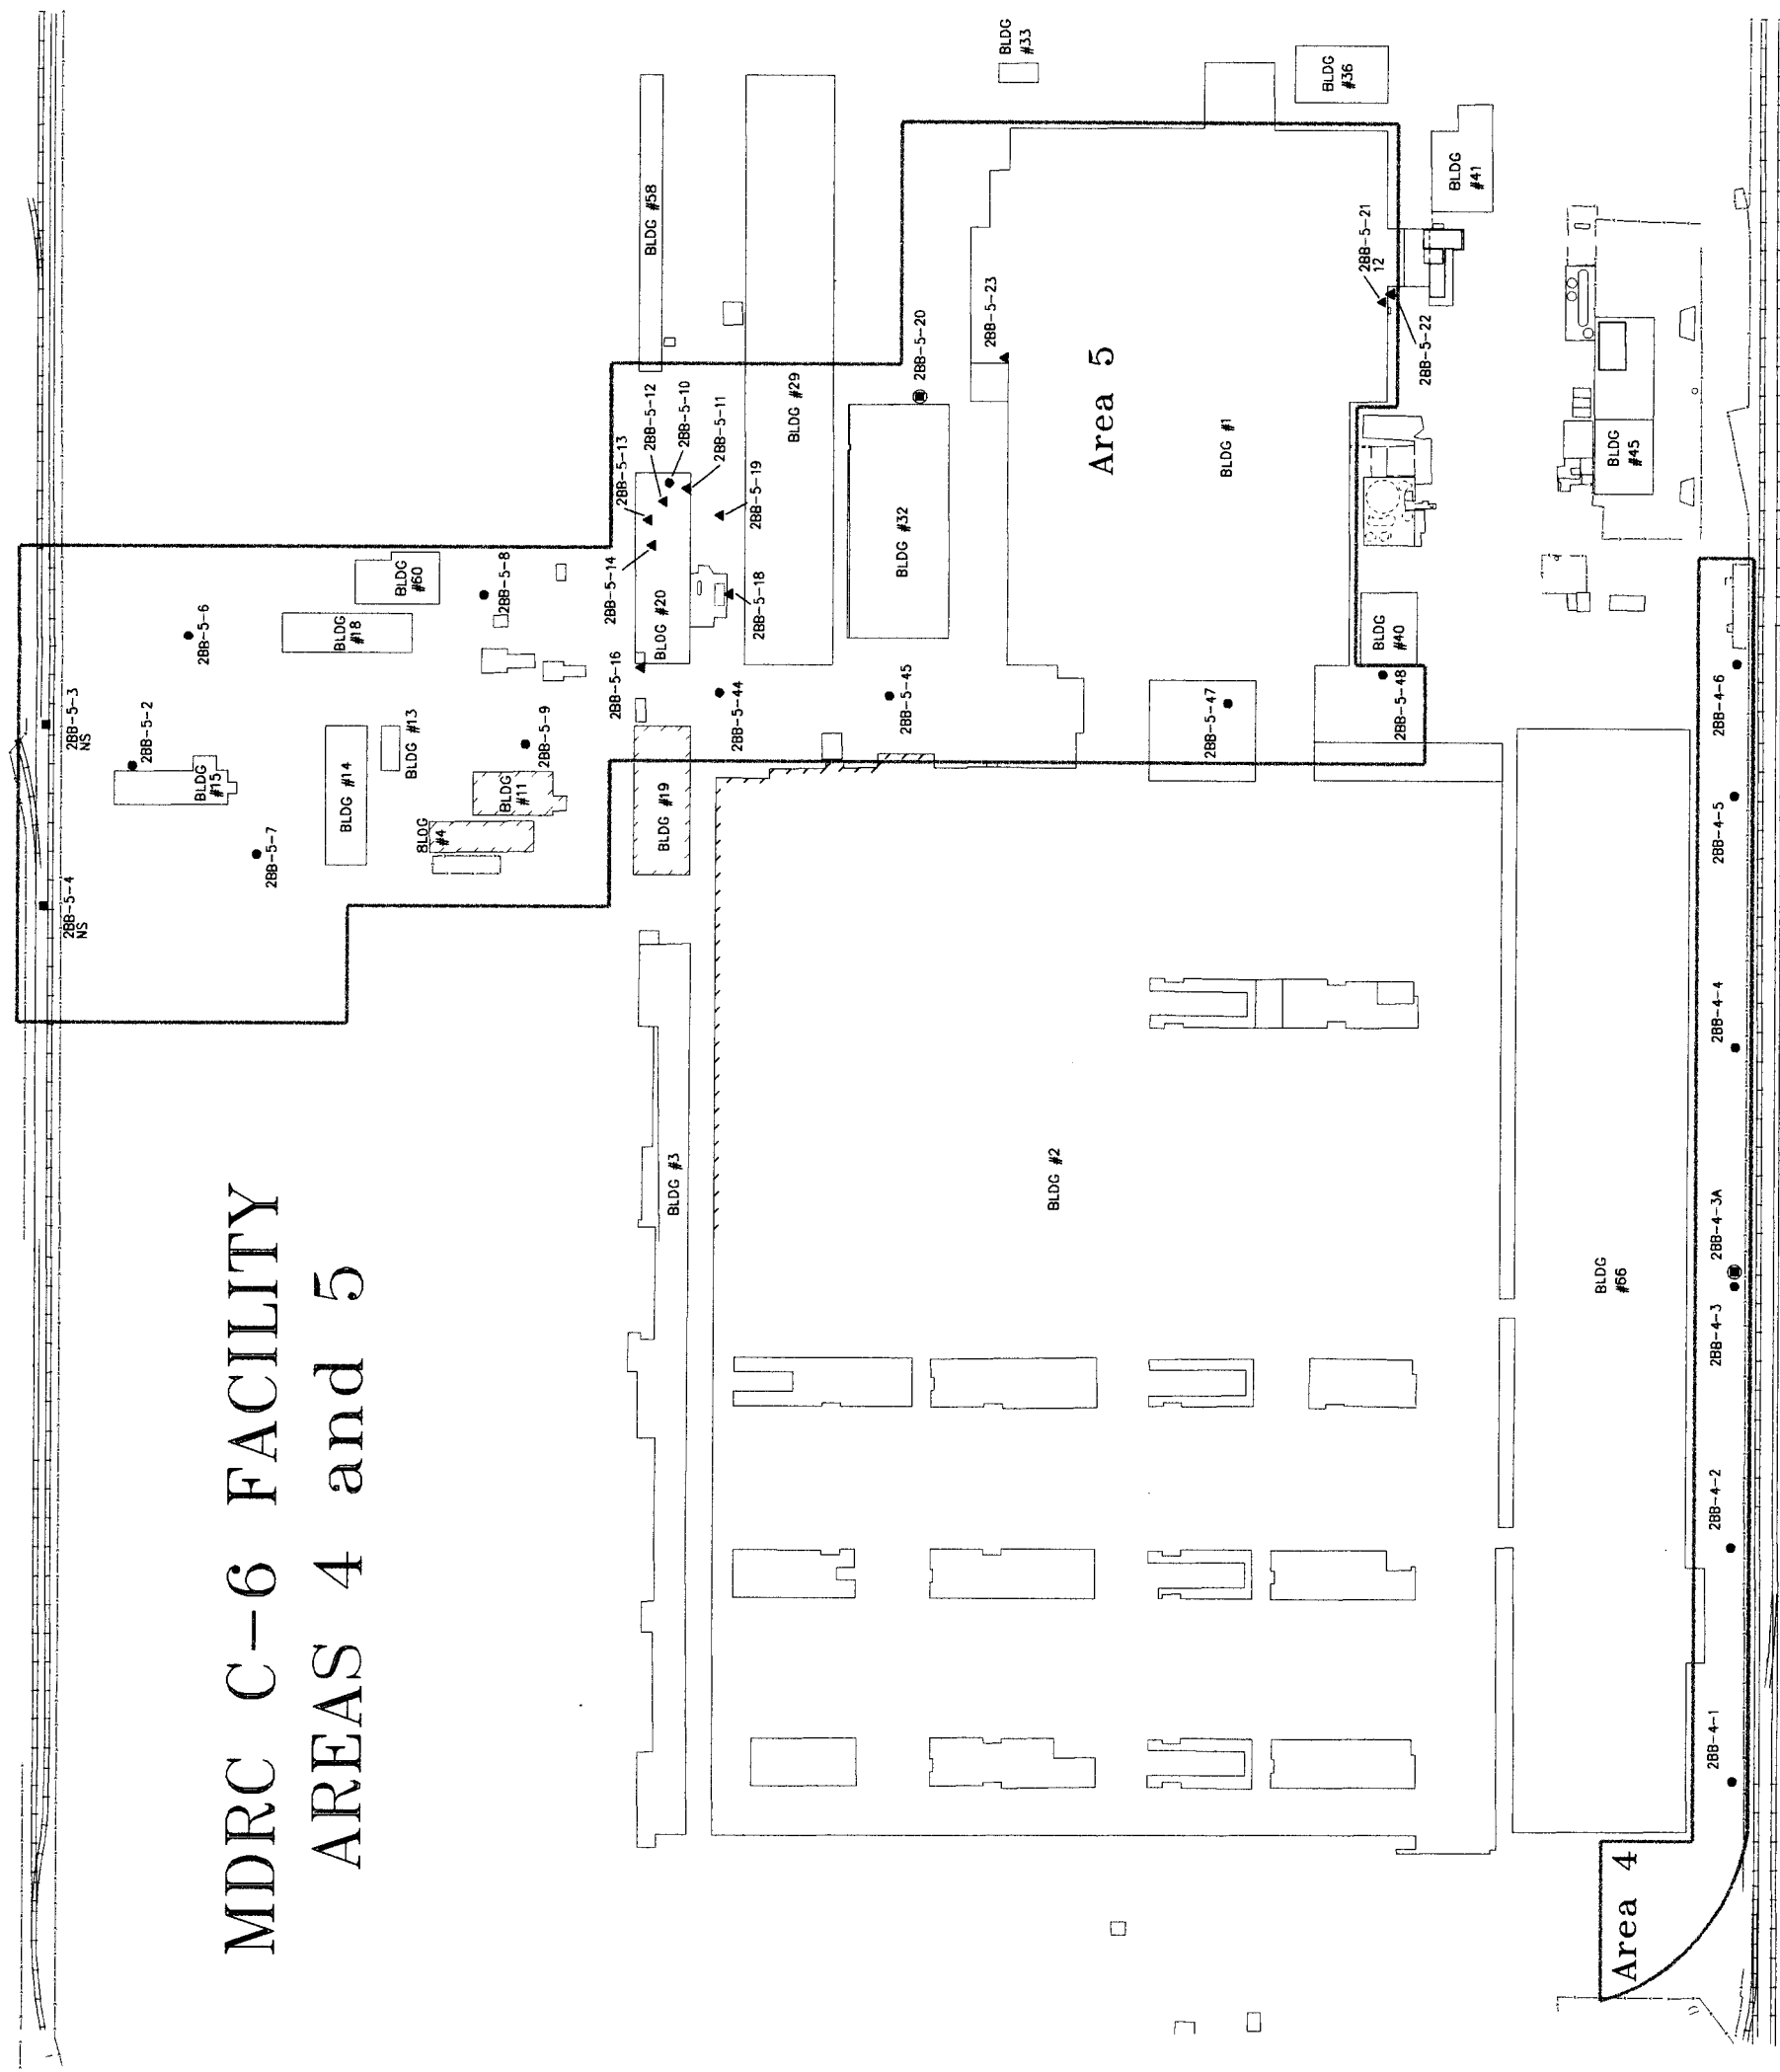 MDRC C-6 FACILITY
AREAS 4 and 5
2BB-5-4
NS
2BB-5-3
NS
2BB-5-2
2BB-5-6
2BB-5-7
BLDG
#15
BLDG #14
BLDG #13
BLDG
#18
BLDG
#60
BLDG
#4
BLDG
#11
2BB-5-9
2BB-5-8
BLDG #3
BLDG #19
2BB-5-16
BLDG #20
2BB-5-14
2BB-5-13
2BB-5-12
2BB-5-10
2BB-5-11
BLDG #58
2BB-5-44
2BB-5-18
2BB-5-19
BLDG #29
2BB-5-45
BLDG #32
2BB-5-20
2BB-5-23
BLDG
#33
BLDG #2
Area 5
BLDG #1
2BB-5-47
2BB-5-48
BLDG
#40
2BB-5-21
12
2BB-5-22
BLDG
#36
BLDG
#41
BLDG
#66
BLDG
#45
Area 4
2BB-4-1
2BB-4-2
2BB-4-3
2BB-4-3A
2BB-4-4
2BB-4-5
2BB-4-6